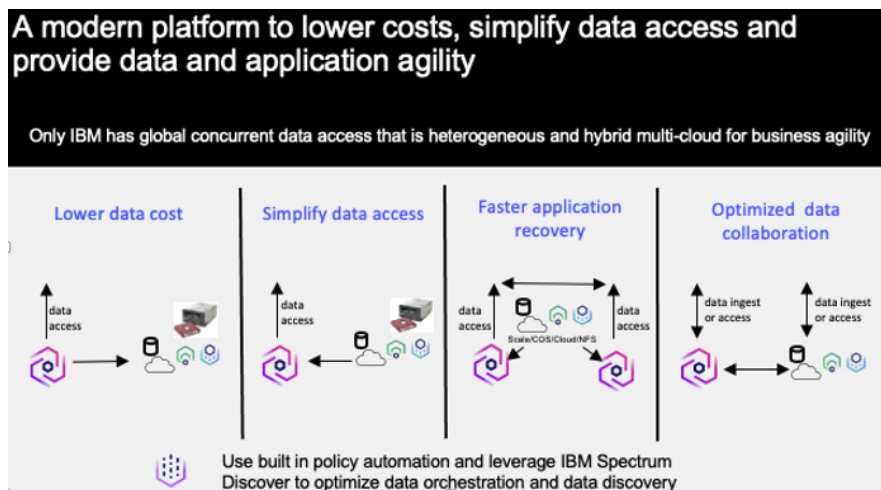 A modern platform to lower costs, simplify data access and
provide data and application agility
Only IBM has global concurrent data access that is heterogeneous and hybrid multi-cloud for business agility
Lower data cost
data
access
Simplify data access
data
access
Faster application
recovery
data
access
data
access
Scale/COS/Cloud/NFS
Optimized data
collaboration
data ingest
or access
data ingest
or access
Use built in policy automation and leverage IBM Spectrum
Discover to optimize data orchestration and data discovery